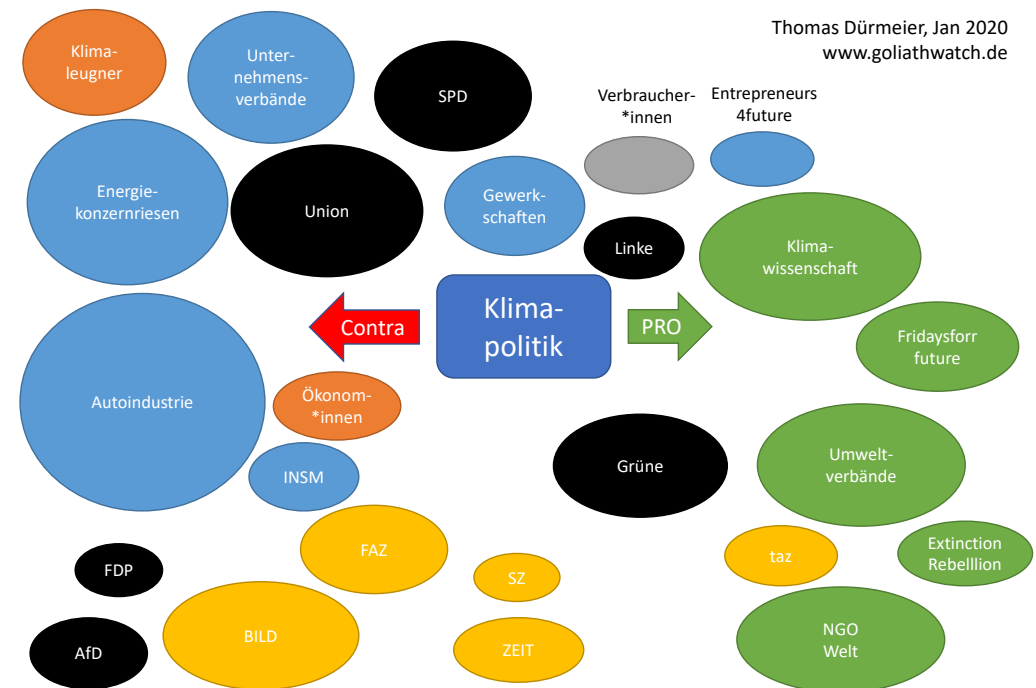 Thomas Dürmeier, Jan 2020
www.goliathwatch.de
Klima-
leugner
Unter-
nehmens-
verbände
SPD
Verbraucher-
*innen
Entrepreneurs
4future
Energie-
konzernriesen
Union
Gewerk-
schaften
Linke
Klima-
wissenschaft
Contra
Klima-
politik
PRO
Fridaysforr
future
Autoindustrie
Ökonom-
*innen
INSM
Grüne
Umwelt-
verbände
FAZ
FDP
SZ
taz
Extinction
Rebelllion
AfD
BILD
ZEIT
NGO
Welt